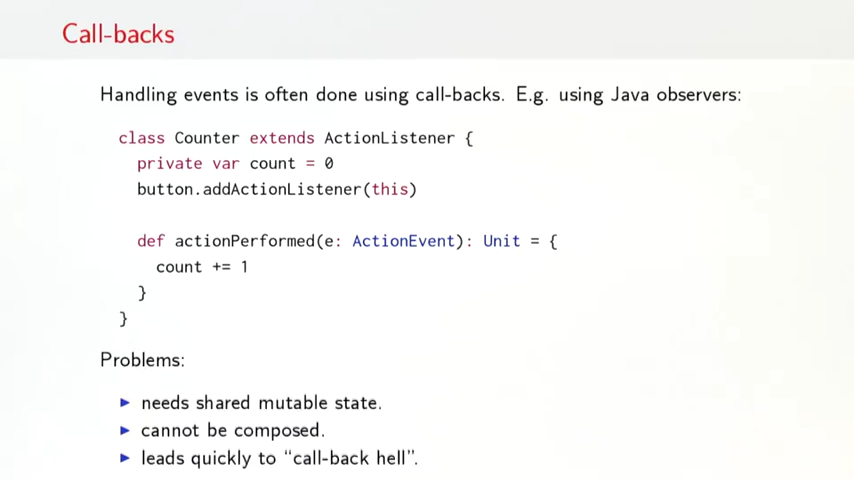 Call-backs
Handling events is often done using call-backs. E.g. using Java observers:
class Counter extends ActionListener {
  private var count = 0
  button.addActionListener(this)
  def actionPerformed(e: ActionEvent): Unit = {
    count += 1
  }
}
Problems:
▶ needs shared mutable state.
▶ cannot be composed.
▶ leads quickly to “call-back hell”.